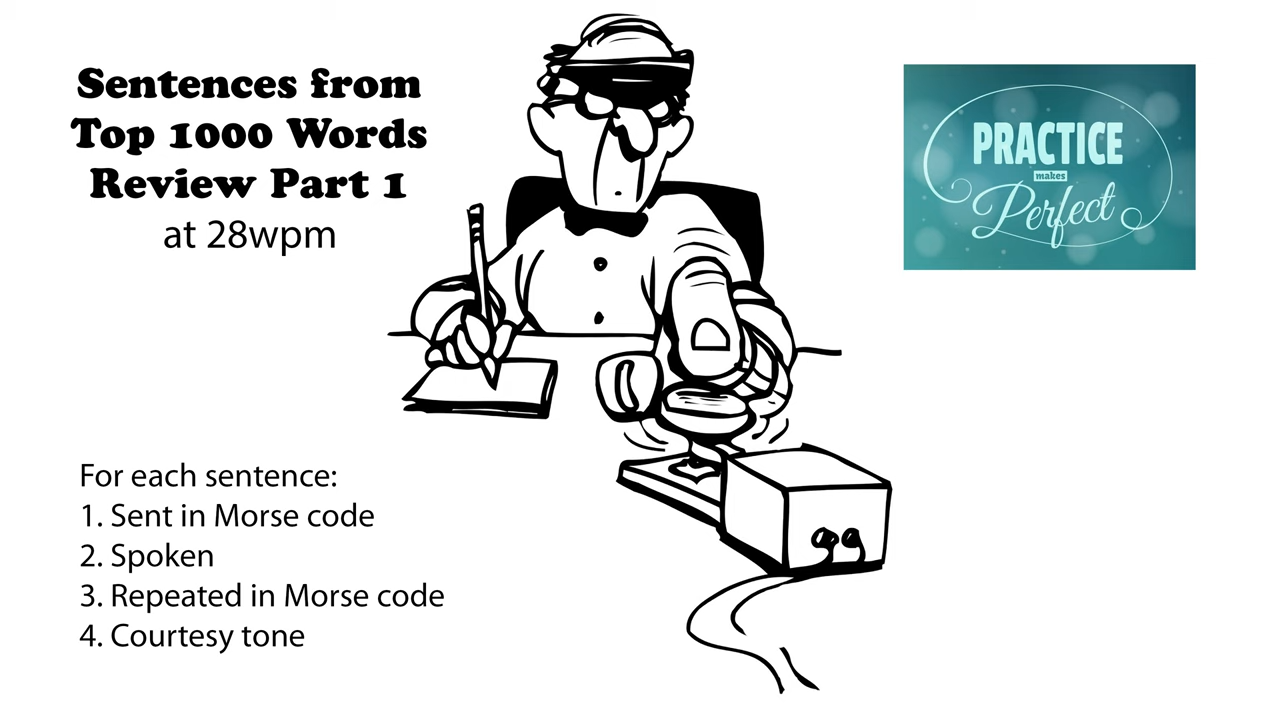 Sentences from
Top 1000 Words
Review Part 1
at 28wpm
PRACTICE
makes
Perfect
For each sentence:
1. Sent in Morse code
2. Spoken
3. Repeated in Morse code
4. Courtesy tone